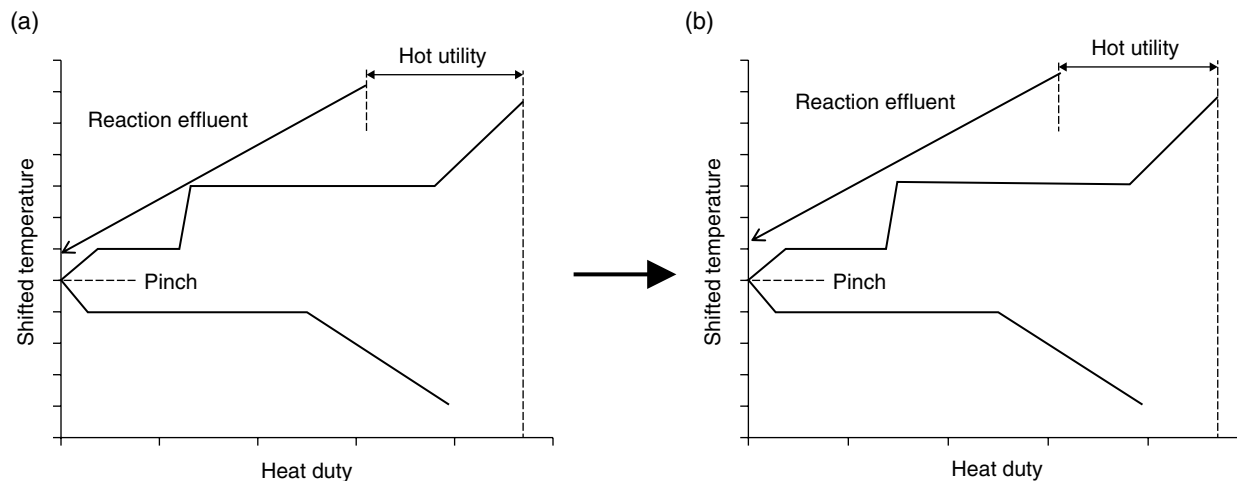 (a)
Hot utility
Reaction effluent
Shifted temperature
Pinch
Heat duty
(b)
Hot utility
Reaction effluent
Shifted temperature
Pinch
Heat duty